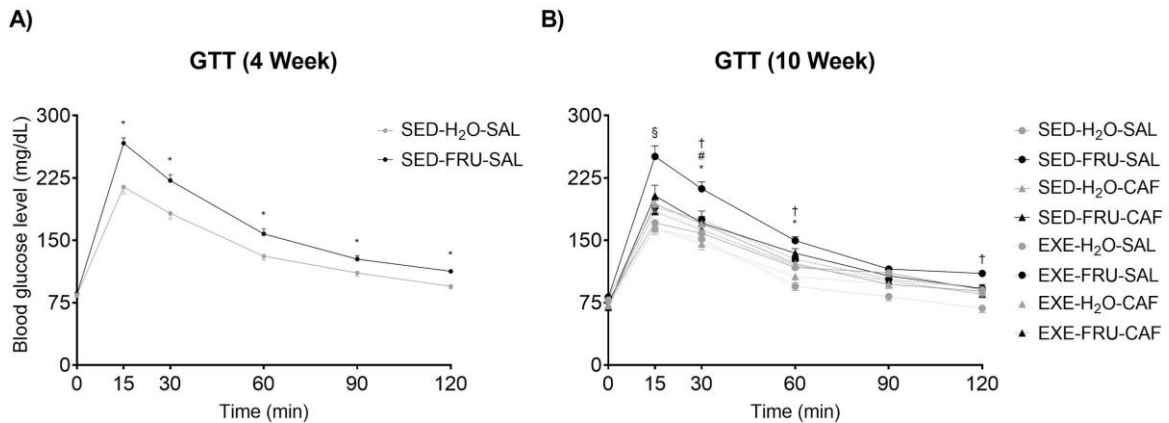 A)
GTT (4 Week)
Blood glucose level (mg/dL)
300
225
150
75
0
*
*
*
*
*
0 15 30 60 90 120
Time (min)
SED-H₂O-SAL
SED-FRU-SAL
B)
GTT (10 Week)
300
225
150
75
0
§
†
#
*
†
*
†
0 15 30 60 90 120
Time (min)
SED-H₂O-SAL
SED-FRU-SAL
SED-H₂O-CAF
SED-FRU-CAF
EXE-H₂O-SAL
EXE-FRU-SAL
EXE-H₂O-CAF
EXE-FRU-CAF